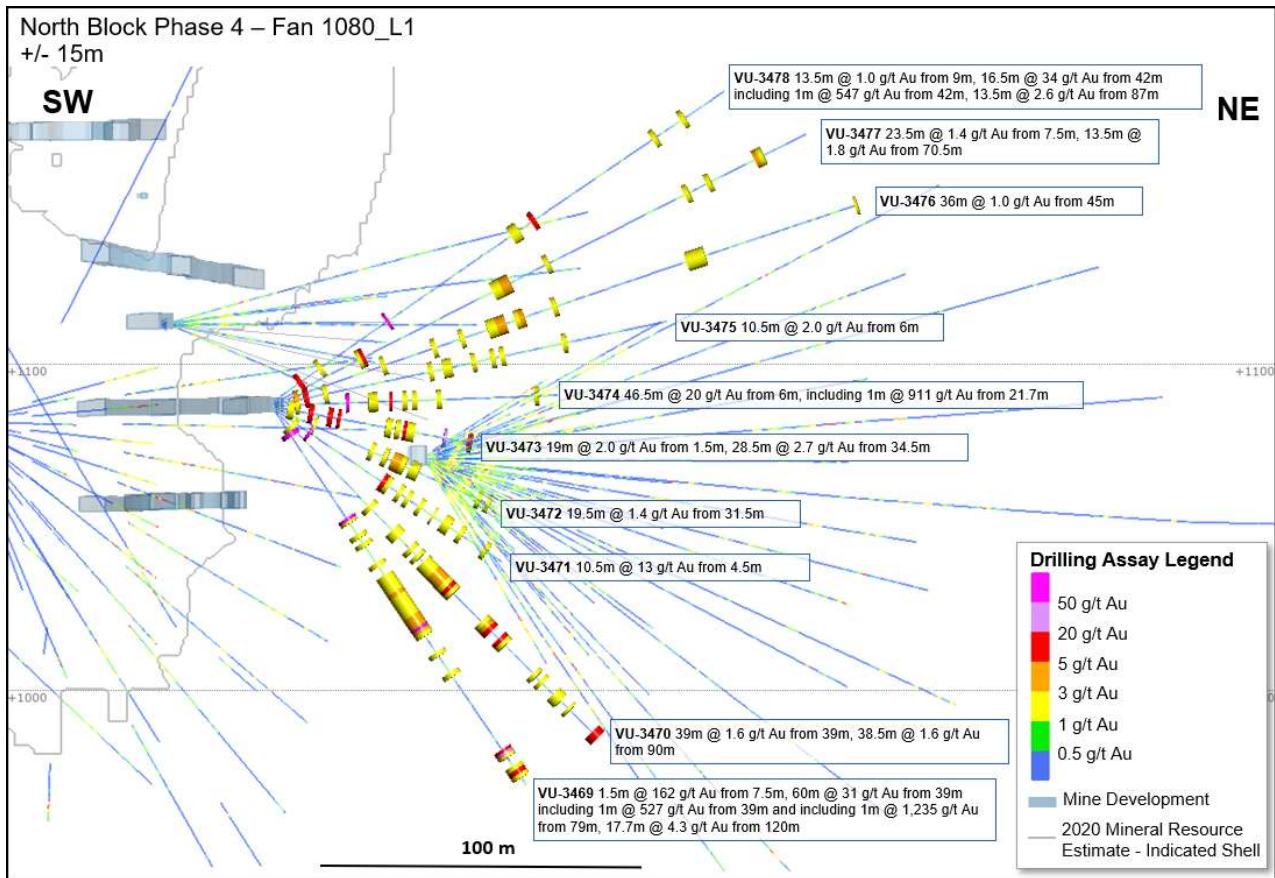 North Block Phase 4 – Fan 1080_L1
+/- 15m
SW
NE
VU-3478 13.5m @ 1.0 g/t Au from 9m, 16.5m @ 34 g/t Au from 42m
including 1m @ 547 g/t Au from 42m, 13.5m @ 2.6 g/t Au from 87m
VU-3477 23.5m @ 1.4 g/t Au from 7.5m, 13.5m @
1.8 g/t Au from 70.5m
VU-3476 36m @ 1.0 g/t Au from 45m
VU-3475 10.5m @ 2.0 g/t Au from 6m
+1100
+1100
VU-3474 46.5m @ 20 g/t Au from 6m, including 1m @ 911 g/t Au from 21.7m
VU-3473 19m @ 2.0 g/t Au from 1.5m, 28.5m @ 2.7 g/t Au from 34.5m
VU-3472 19.5m @ 1.4 g/t Au from 31.5m
VU-3471 10.5m @ 13 g/t Au from 4.5m
+1000
VU-3470 39m @ 1.6 g/t Au from 39m, 38.5m @ 1.6 g/t Au
from 90m
VU-3469 1.5m @ 162 g/t Au from 7.5m, 60m @ 31 g/t Au from 39m
including 1m @ 527 g/t Au from 39m and including 1m @ 1,235 g/t Au
from 79m, 17.7m @ 4.3 g/t Au from 120m
100 m
Drilling Assay Legend
50 g/t Au
20 g/t Au
5 g/t Au
3 g/t Au
1 g/t Au
0.5 g/t Au
Mine Development
2020 Mineral Resource
Estimate - Indicated Shell